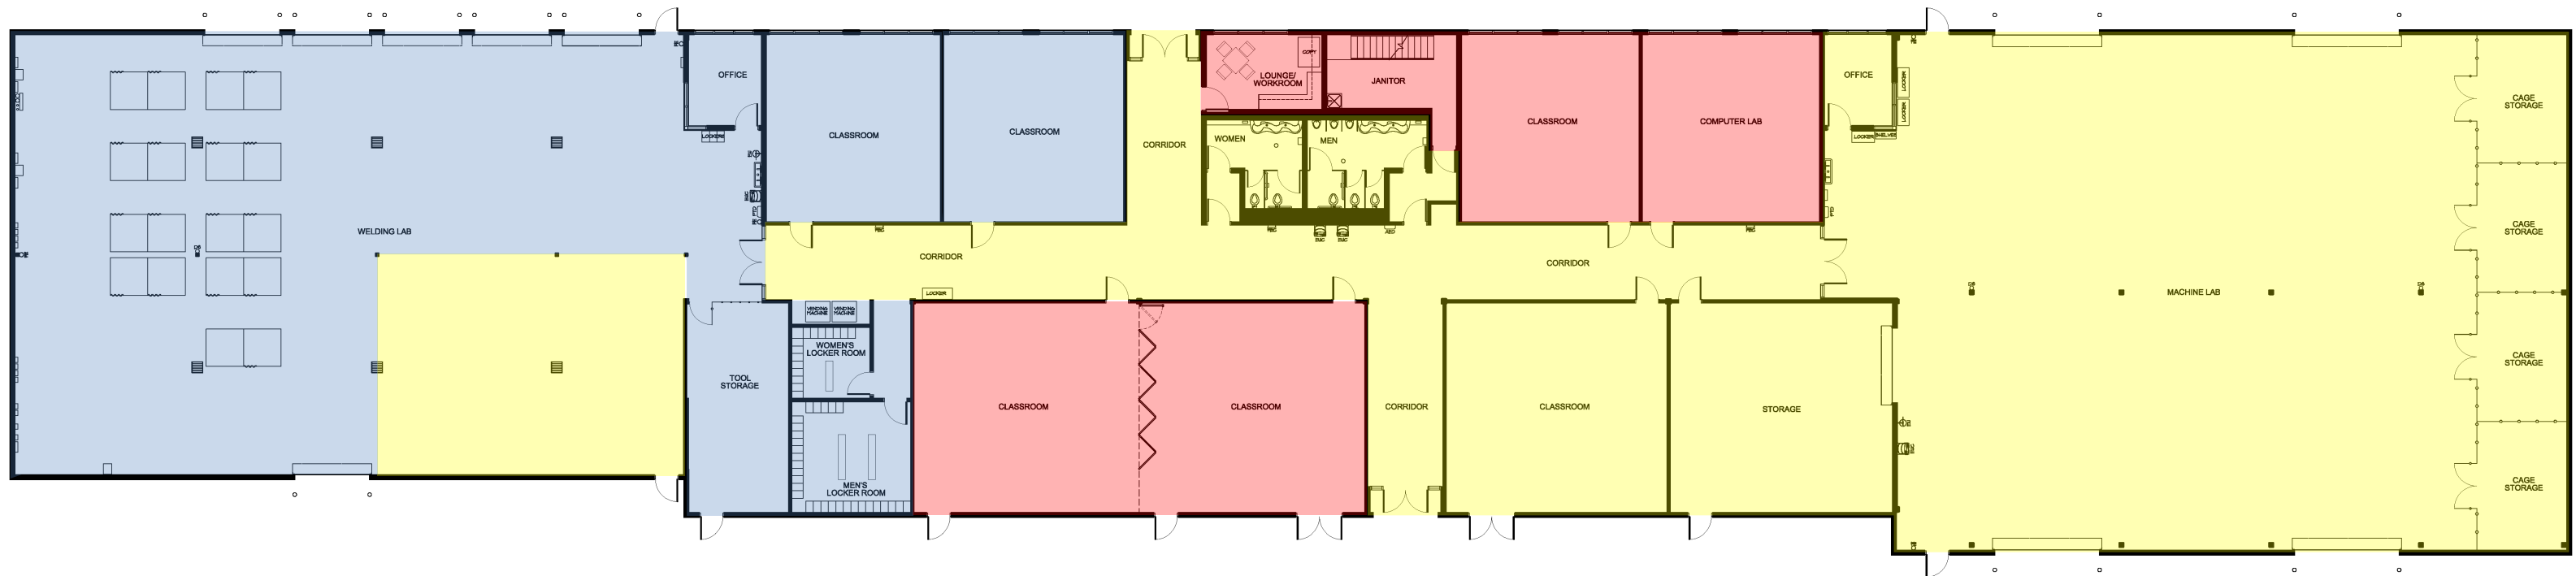 OFFICE
LOCKERS
CLASSROOM
CLASSROOM
CORRIDOR
LOUNGE/
WORKROOM
COPY
JANITOR
WOMEN
MEN
CLASSROOM
COMPUTER LAB
OFFICE
LOCKER
LOCKER
LOCKER
SHELVES
CAGE
STORAGE
CAGE
STORAGE
CAGE
STORAGE
CAGE
STORAGE
WELDING LAB
CORRIDOR
CORRIDOR
LOCKER
MACHINE LAB
VENDING
MACHINE
VENDING
MACHINE
WOMEN'S
LOCKER ROOM
TOOL
STORAGE
MEN'S
LOCKER ROOM
CLASSROOM
CLASSROOM
CORRIDOR
CLASSROOM
STORAGE